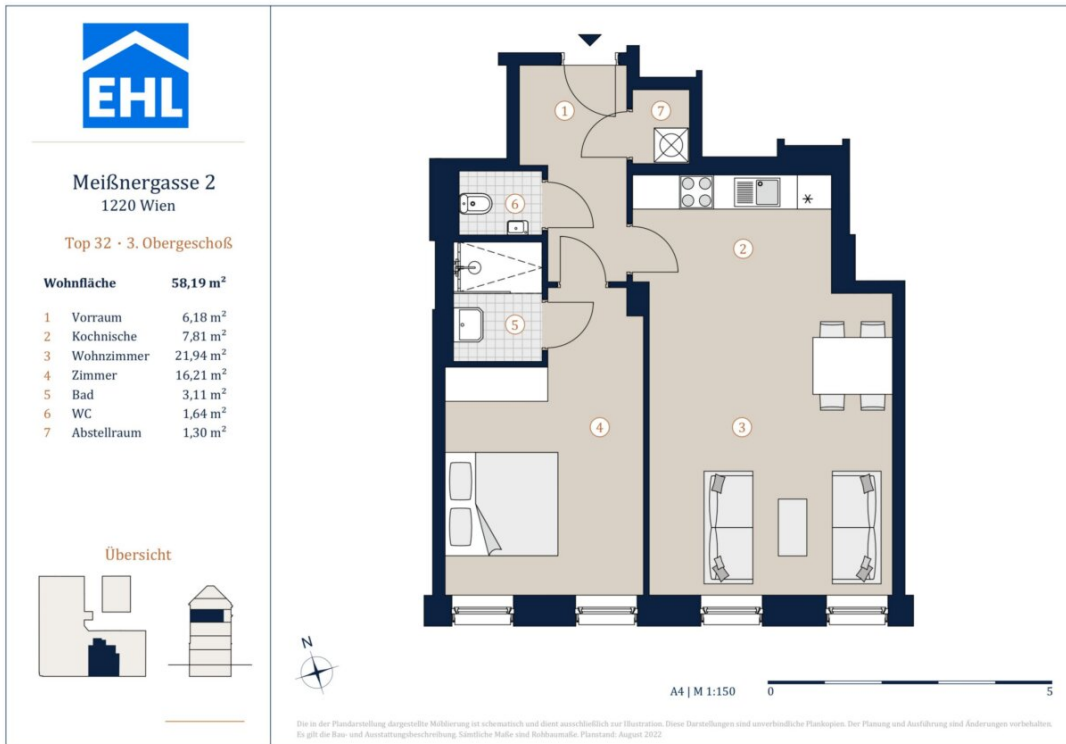 EHL
Meißnergasse 2
1220 Wien
Top 32 · 3. Obergeschoß
Wohnfläche 58,19 m²
1 Vorraum 6,18 m²
2 Kochnische 7,81 m²
3 Wohnzimmer 21,94 m²
4 Zimmer 16,21 m²
5 Bad 3,11 m²
6 WC 1,64 m²
7 Abstellraum 1,30 m²
Übersicht
1
7
6
2
5
4
3
N
A4 | M 1:150 0 5
Die in der Plandarstellung dargestellte Möblierung ist schematisch und dient ausschließlich zur Illustration. Diese Darstellungen sind unverbindliche Plankopien. Der Planung und Ausführung sind Änderungen vorbehalten.
Es gilt die Bau- und Ausstattungsbeschreibung. Sämtliche Maße sind Rohbaumaße. Planstand: August 2022